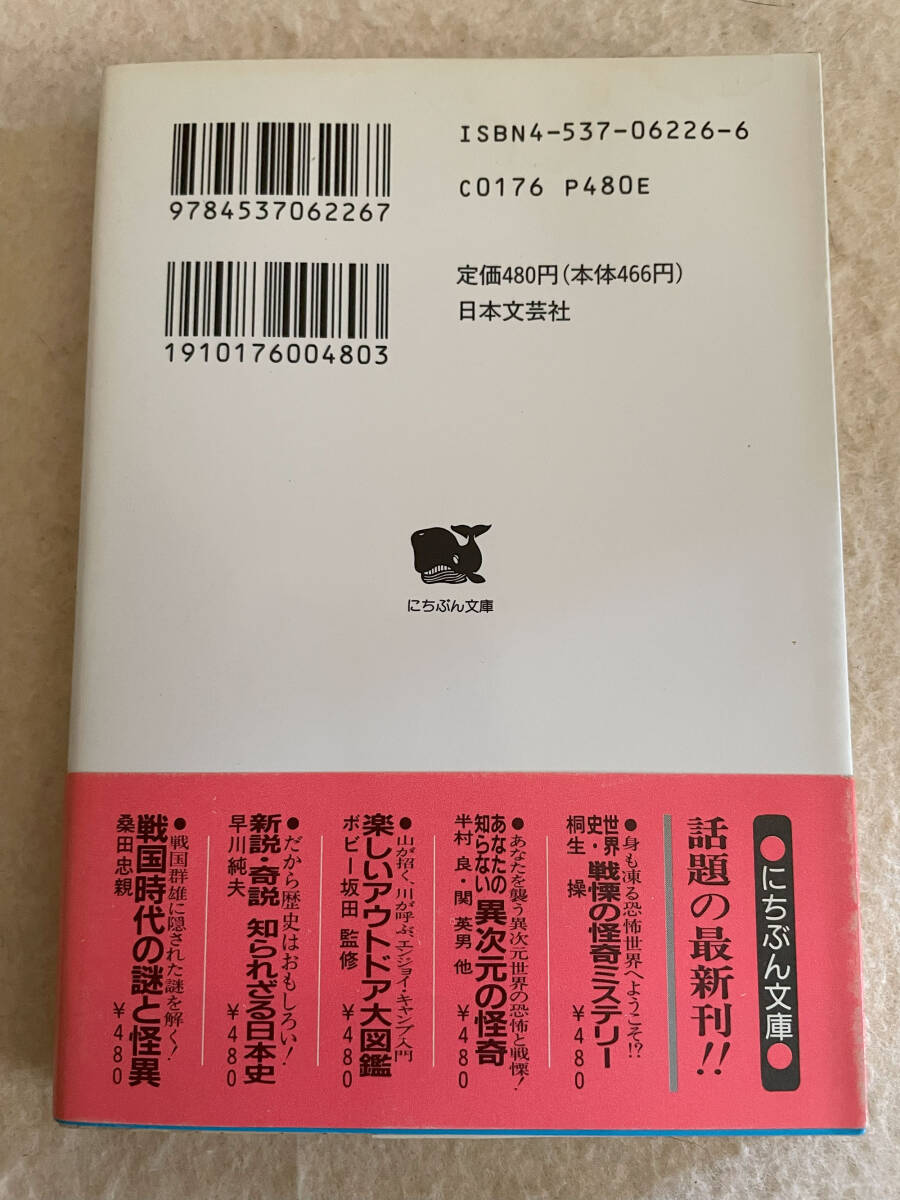 9784537062267
ISBN4-537-06226-6
C0176 P480E
1910176004803
定価480円(本体466円)
日本文芸社
にちぶん文庫
●にちぶん文庫●
話題の最新刊!!
●身も凍る恐怖世界へようこそ!?
世界史・戦慄の怪奇ミステリー
桐生 操 ¥480
●あなたを襲う異次元世界の恐怖と戦慄!
あなたの知らない異次元の怪奇
半村 良・関 英男 他 ¥480
●山が招く、川が呼ぶ、エンジョイ・キャンプ入門
楽しいアウトドア大図鑑
ボビー坂田 監修 ¥480
●だから歴史はおもしろい!
新説・奇説 知られざる日本史
早川純夫 ¥480
●戦国群雄に隠された謎を解く!
戦国時代の謎と怪異
桑田忠親 ¥480